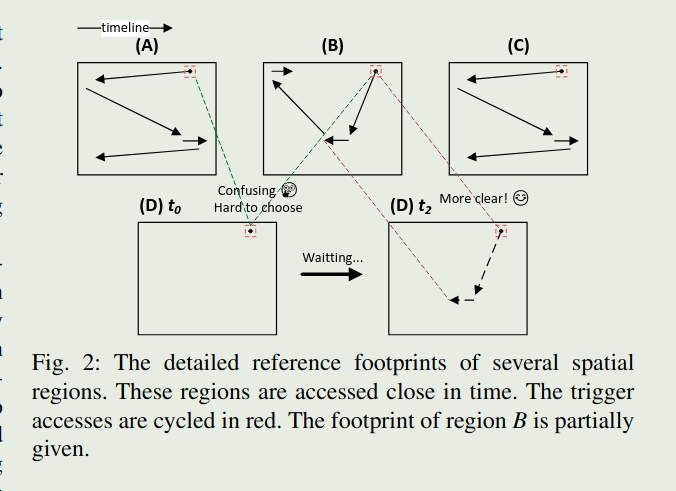 timeline
(A)
(B)
(C)
Confusing
Hard to choose
More clear!
(D) t0
(D) t2
Waitting...
Fig. 2: The detailed reference footprints of several spatial
regions. These regions are accessed close in time. The trigger
accesses are cycled in red. The footprint of region B is partially
given.